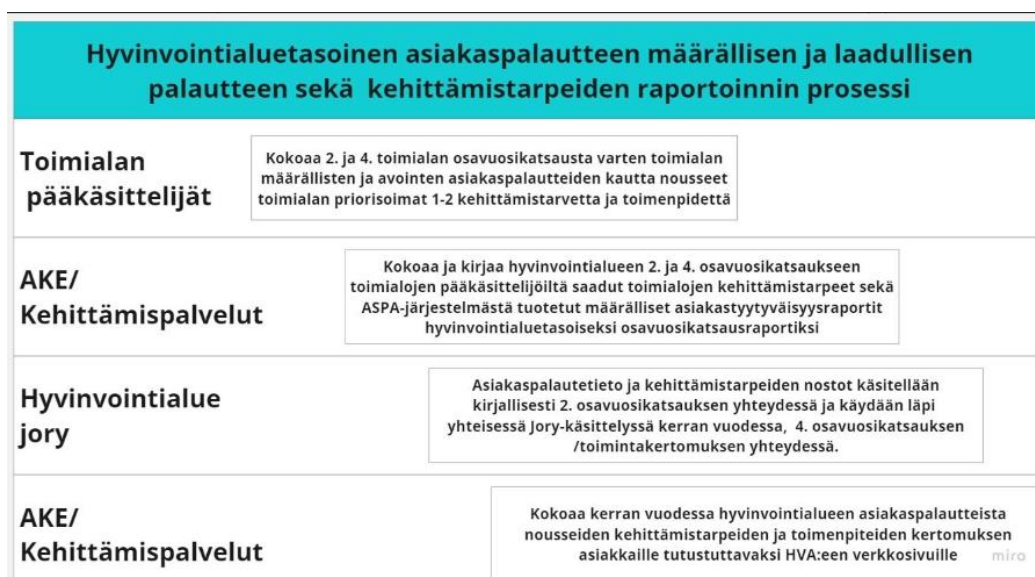 Hyvinvointialuetasoinen asiakaspalautteen määrällisen ja laadullisen
palautteen sekä kehittämistarpeiden raportoinnin prosessi
Toimialan
pääkäsittelijät
Kokoaa 2. ja 4. toimialan osavuosikatsausta varten toimialan
määrällisten ja avointen asiakaspalautteiden kautta nousseet
toimialan priorisoimat 1-2 kehittämistarvetta ja toimenpidettä
AKE/
Kehittämispalvelut
Kokoaa ja kirjaa hyvinvointialueen 2. ja 4. osavuosikatsaukseen
toimialojen pääkäsittelijöiltä saadut toimialojen kehittämistarpeet sekä
ASPA-järjestelmästä tuotetut määrälliset asiakastyytyväisyysraportit
hyvinvointialuetasoiseksi osavuosikatsausraportiksi
Hyvinvointialue
jory
Asiakaspalautetieto ja kehittämistarpeiden nostot käsitellään
kirjallisesti 2. osavuosikatsauksen yhteydessä ja käydään läpi
yhteisessä Jory-käsittelyssä kerran vuodessa, 4. osavuosikatsauksen
/toimintakertomuksen yhteydessä.
AKE/
Kehittämispalvelut
Kokoaa kerran vuodessa hyvinvointialueen asiakaspalautteista
nousseiden kehittämistarpeiden ja toimenpiteiden kertomuksen
asiakkaille tutustuttavaksi HVA:een verkkosivuille
miro